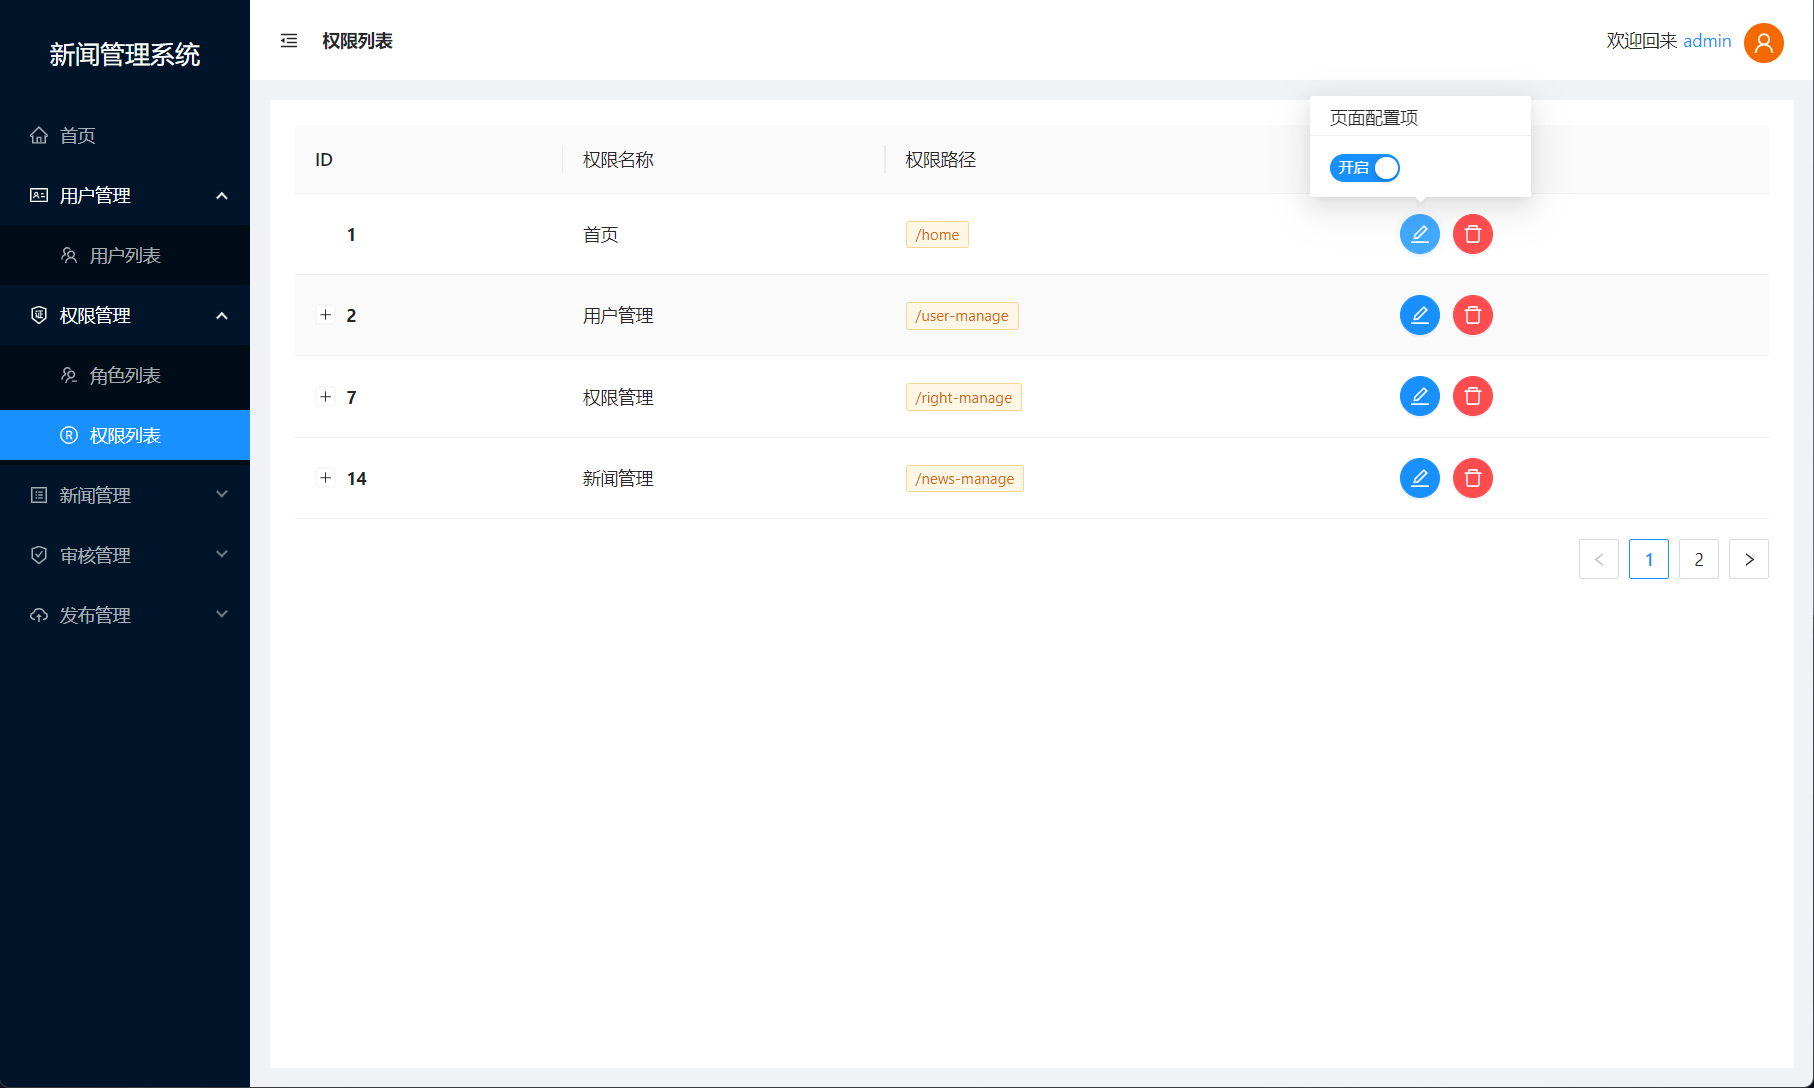 新闻管理系统
首页
用户管理
用户列表
权限管理
角色列表
权限列表
新闻管理
审核管理
发布管理
权限列表
欢迎回来 admin
页面配置项
开启
ID 权限名称 权限路径
1 首页 /home
2 用户管理 /user-manage
7 权限管理 /right-manage
14 新闻管理 /news-manage
1 2